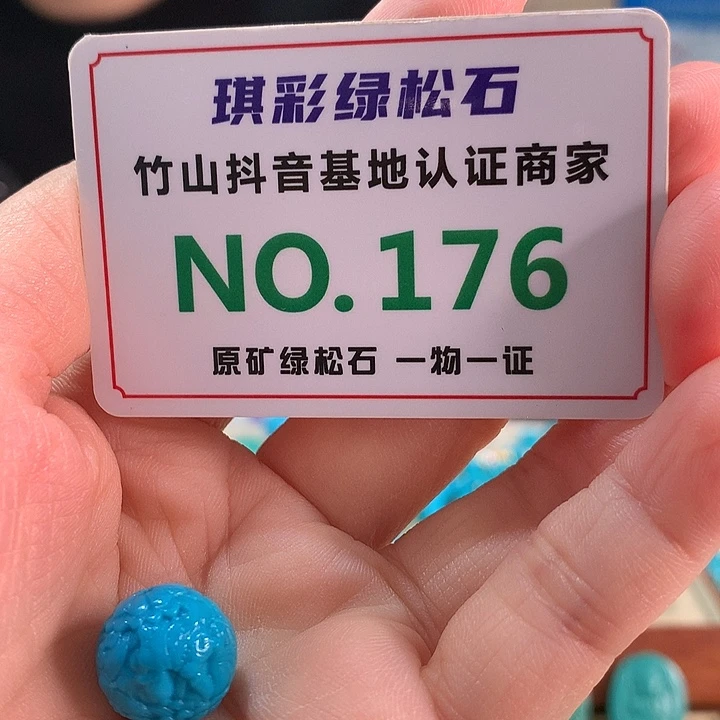 琪彩绿松石
竹山抖音基地认证商家
NO.176
原矿绿松石 一物一证